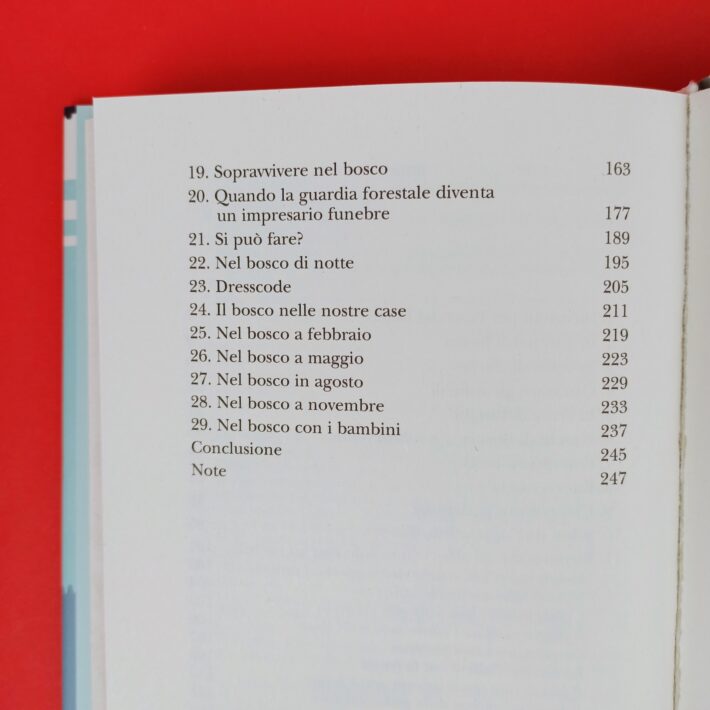 19. Sopravvivere nel bosco 163
20. Quando la guardia forestale diventa
un impresario funebre 177
21. Si può fare? 189
22. Nel bosco di notte 195
23. Dresscode 205
24. Il bosco nelle nostre case 211
25. Nel bosco a febbraio 219
26. Nel bosco a maggio 223
27. Nel bosco in agosto 229
28. Nel bosco a novembre 233
29. Nel bosco con i bambini 237
Conclusione 245
Note 247